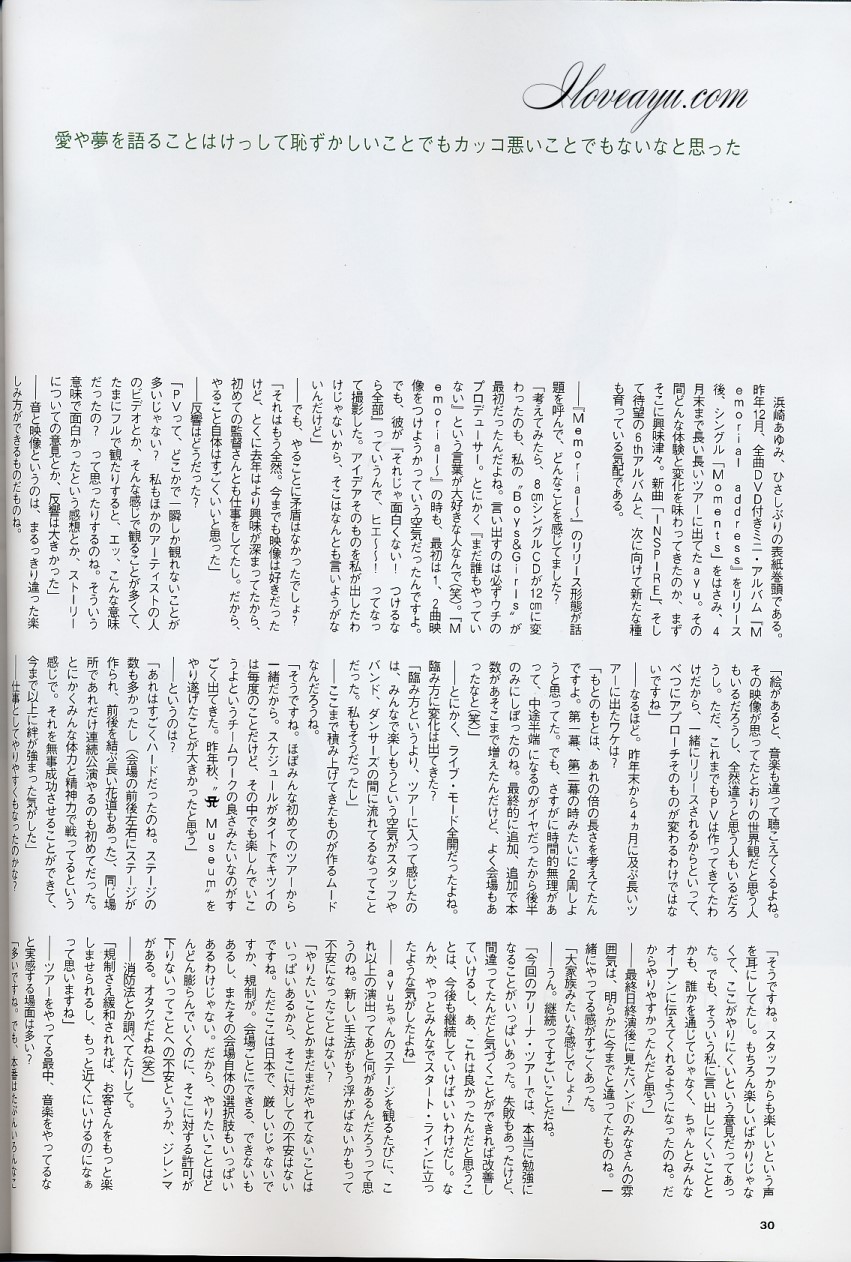 Iloveayu.com
愛や夢を語ることはけっして恥ずかしいことでもカッコ悪いことでもないなと思った
浜崎あゆみ、ひさしぶりの表紙巻頭である。
昨年12月、全曲DVD付きミニ・アルバム『M
emorial address』をリリース
後、シングル「Moments」をはさみ、4
月末まで長い長いツアーに出てたayu。その
間どんな体験と変化を味わってきたのか、まず
そこに興味津々。新曲「INSPIRE」、そし
て待望の6thアルバムと、次に向けて新たな種
も育っている気配である。
──『Memorial〜』のリリース形態が話
題を呼んで、どんなことを感じてました？
「考えてみたら、8㎝シングルCDが12㎝に変
わったのも、私の〝Boys&Girls〟が
最初だったんだよね。言い出すのは必ずウチの
プロデューサー。とにかく『まだ誰もやってい
ない』という言葉が大好きな人なんで（笑）。『M
emorial〜』の時も、最初は1、2曲映
像をつけようかっていう空気だったんですよ。
でも、彼が『それじゃ面白くない！　つけるな
ら全部』っていうんで、ヒエ〜〜！　ってなっ
て撮影した。アイデアそのものを私が出したわ
けじゃないから、そこはなんとも言いようがな
いんだけど」
──でも、やることに矛盾はなかったでしょ？
「それはもう全然。今までも映像は好きだった
けど、とくに去年はより興味が深まってたから、
初めての監督さんとも仕事をしてたし。だから、
やること自体はすごくいいと思った」
──反響はどうだった？
「PVって、どこかで一瞬しか観れないことが
多いじゃない？　私もほかのアーティストの人
のビデオとか、そんな感じで観ることが多くて、
たまにフルで観たりすると、エッ、こんな意味
だったの？　って思ったりするのね。そういう
意味で面白かったという感想とか、ストーリー
についての意見とか、反響は大きかった」
──音と映像というのは、まるっきり違った楽
しみ方ができるものだものね。
「絵があると、音楽も違って聴こえてくるよね。
その映像が思ってたとおりの世界観だと思う人
もいるだろうし、全然違うと思う人もいるだろ
うし。ただ、これまでもPVは作ってきてたわ
けだから、一緒にリリースされるからといって、
べつにアプローチそのものが変わるわけではな
いですね」
──なるほど。昨年末から4ヵ月に及ぶ長いツ
アーに出たワケは？
「もとのもとは、あれの倍の長さを考えてたん
ですよ。第一幕、第二幕の時みたいに2周しよ
うと思ってた。でも、さすがに時間的無理があ
って、中途半端になるのがイヤだったから後半
のみにしぼったのね。最終的に追加、追加で本
数があそこまで増えたんだけど、よく会場もあ
ったなと（笑）」
──とにかく、ライブ・モード全開だったよね。
臨み方に変化は出てきた？
「臨み方というより、ツアーに入って感じたの
は、みんなで楽しもうという空気がスタッフや
バンド、ダンサーズの間に流れてるなってこと
だった。私もそうだったし」
──ここまで積み上げてきたものが作るムード
なんだろうね。
「そうですね。ほぼみんな初めてのツアーから
一緒だから。スケジュールがタイトでキツイの
は毎度のことだけど、その中でも楽しんでいこ
うよというチームワークの良さみたいなのがす
ごく出てきた。昨年秋、〝A Museum〟を
やり遂げたことが大きかったと思う」
──というのは？
「あれはすごくハードだったのね。ステージの
数も多かったし（会場の前後左右にステージが
作られ、前後を結ぶ長い花道もあった）、同じ場
所であれだけ連続公演やるのも初めてだった。
とにかくみんな体力と精神力で戦ってるという
感じで。それを無事成功させることができて、
今まで以上に絆が強まった気がした」
──仕事としてやりやすくもなったのかな？
「そうですね。スタッフからも楽しいという声
を耳にしてたし。もちろん楽しいばかりじゃな
くて、ここがやりにくいという意見だってあっ
た。でも、そういう私に言い出しにくいことと
かも、誰かを通じてじゃなく、ちゃんとみんな
オープンに伝えてくれるようになったのね。だ
からやりやすかったんだと思う」
──最終日終演後に見たバンドのみなさんの雰
囲気は、明らかに今までと違ってたものね。一
緒にやってる感がすごくあった。
「大家族みたいな感じでしょ？」
──うん。継続ってすごいことだね。
「今回のアリーナ・ツアーでは、本当に勉強に
なることがいっぱいあった。失敗もあったけど、
間違ってたんだと気づくことができれば改善し
ていけるし、あ、これは良かったんだと思うこ
とは、今後も継続していけばいいわけだし。な
んか、やっとみんなでスタート・ラインに立っ
たような気がしたよね」
──ayuちゃんのステージを観るたびに、こ
れ以上の演出ってあと何があるんだろうって思
うのね。新しい手法がもう浮かばないかもって
不安になったことはない？
「やりたいこととかまだまだやれてないことは
いっぱいあるから、そこに対しての不安はない
ですね。ただここは日本で、厳しいじゃないで
すか、規制が。会場ごとにできる、できないも
あるし、またその会場自体の選択肢もいっぱい
あるわけじゃない。だから、やりたいことはど
んどん膨らんでいくのに、そこに対する許可が
下りないってことへの不安というか、ジレンマ
がある。オタクだよね（笑）」
──消防法とか調べてたりして。
「規制さえ緩和されれば、お客さんをもっと楽
しませられるし、もっと近くにいけるのになぁ
って思いますね」
──ツアーをやってる最中、音楽をやってるな
と実感する場面は多い？
「多いですね。でも、本番は
30